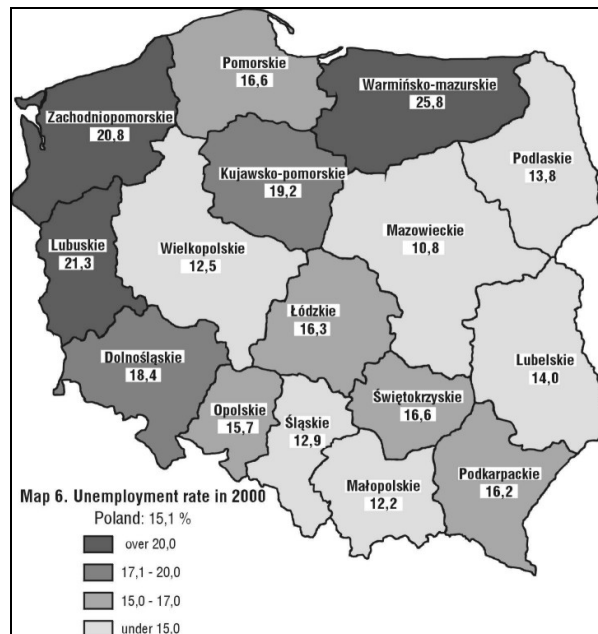 Pomorskie
16,6
Warmińsko-mazurskie
25,8
Zachodniopomorskie
20,8
Podlaskie
13,8
Kujawsko-pomorskie
19,2
Mazowieckie
10,8
Lubuskie
21,3
Wielkopolskie
12,5
Łódzkie
16,3
Dolnośląskie
18,4
Lubelskie
14,0
Opolskie
15,7
Śląskie
12,9
Świętokrzyskie
16,6
Małopolskie
12,2
Podkarpackie
16,2
Map 6. Unemployment rate in 2000
Poland: 15,1 %
over 20,0
17,1 - 20,0
15,0 - 17,0
under 15,0